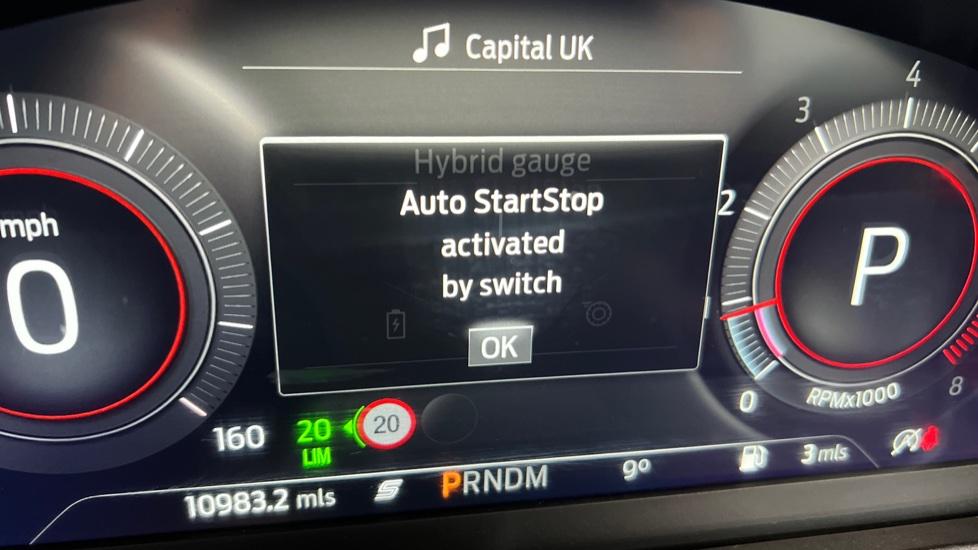 Capital UK
Hybrid gauge
Auto StartStop
activated
by switch
OK
mph
0
160
20
LIM
20
2
3
4
P
0
RPMx1000
8
10983.2 mls
S
PRNDM
9º
3 mls
A